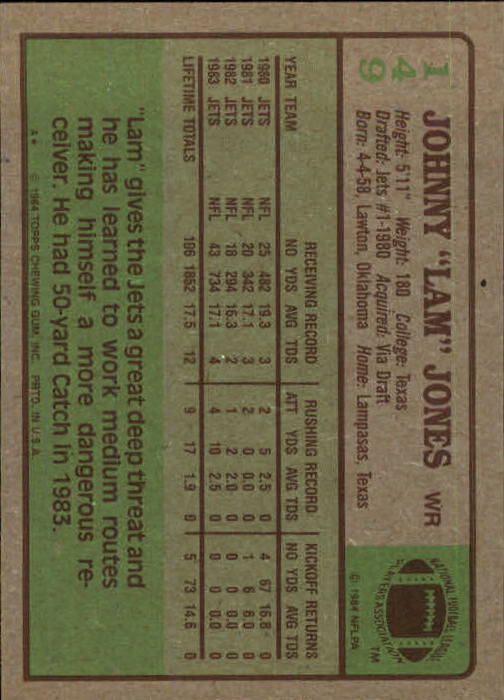 149
JOHNNY "LAM" JONES WR
Height: 5'11" Weight: 180 College: Texas
Drafted: Jets #1-1980 Acquired: Via Draft
Born: 4-4-58, Lawton, Oklahoma Home: Lampasas, Texas
NATIONAL FOOTBALL LEAGUE
PLAYERS ASSOCIATION
TM
© 1984 NFLPA
RECEIVING RECORD RUSHING RECORD KICKOFF RETURNS
YEAR TEAM NO YDS AVG TDS ATT YDS AVG TDS NO YDS AVG TDS
1980 JETS NFL 25 482 19.3 3 2 5 2.5 0 4 67 16.8 0
1981 JETS NFL 20 342 17.1 3 2 0 0.0 0 1 6 6.0 0
1982 JETS NFL 18 294 16.3 2 1 2 2.0 0 0 0 0.0 0
1983 JETS NFL 43 734 17.1 4 4 10 2.5 0 0 0 0.0 0
LIFETIME TOTALS 106 1852 17.5 12 9 17 1.9 0 5 73 14.6 0
"Lam" gives the Jets a great deep threat and
he has learned to work medium routes
making himself a more dangerous re-
ceiver. He had 50-yard Catch in 1983.
A* © 1984 TOPPS CHEWING GUM, INC. PRTD. IN U.S.A.